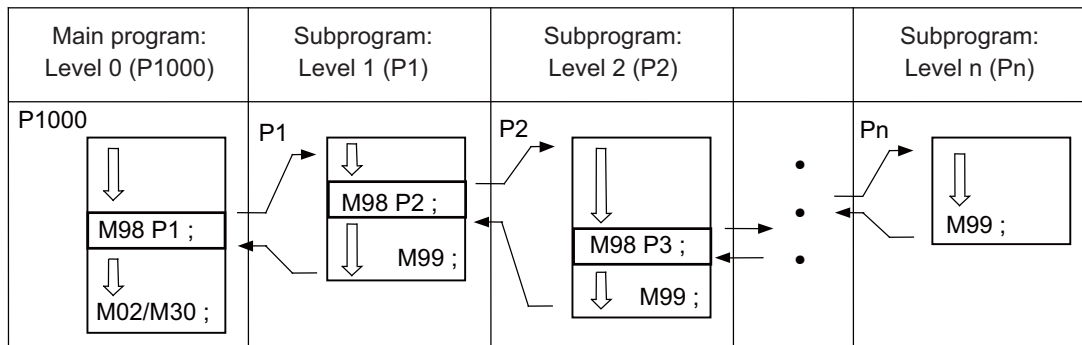 Main program:
Level 0 (P1000)
Subprogram:
Level 1 (P1)
Subprogram:
Level 2 (P2)
Subprogram:
Level n (Pn)
P1000
M98 P1 ;
M02/M30 ;
P1
M98 P2 ;
M99 ;
P2
M98 P3 ;
M99 ;
Pn
M99 ;